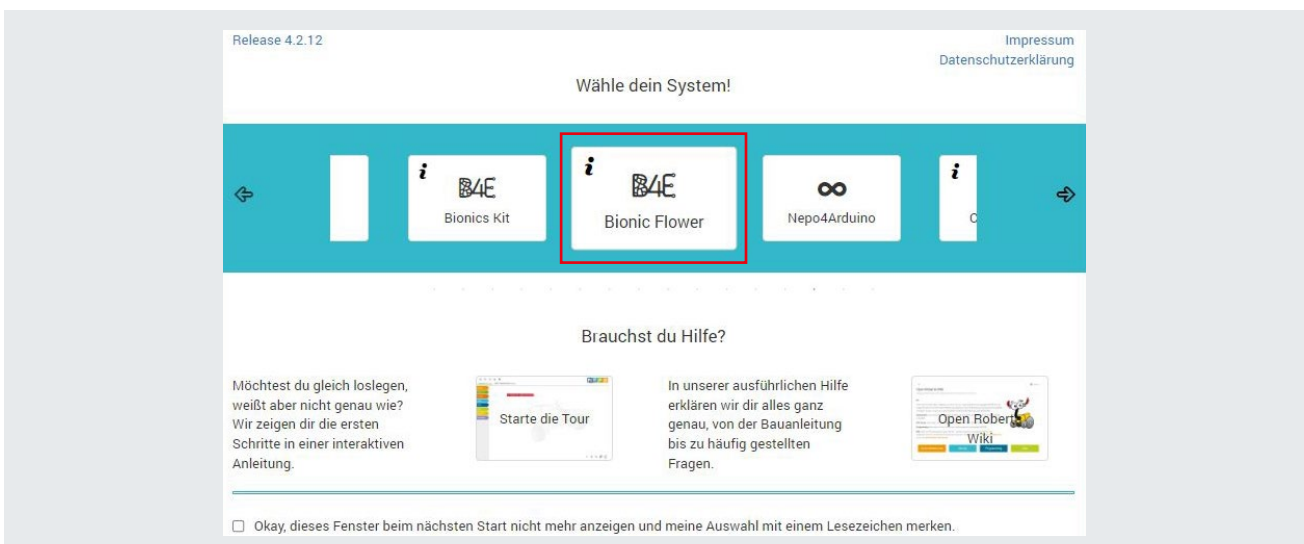 Release 4.2.12
Impressum
Datenschutzerklärung
Wähle dein System!
i
B4E
Bionics Kit
i
B4E
Bionic Flower
Nepo4Arduino
i
C
Brauchst du Hilfe?
Möchtest du gleich loslegen,
weißt aber nicht genau wie?
Wir zeigen dir die ersten
Schritte in einer interaktiven
Anleitung.
Starte die Tour
In unserer ausführlichen Hilfe
erklären wir dir alles ganz
genau, von der Bauanleitung
bis zu häufig gestellten
Fragen.
Open Robert
Wiki
Okay, dieses Fenster beim nächsten Start nicht mehr anzeigen und meine Auswahl mit einem Lesezeichen merken.